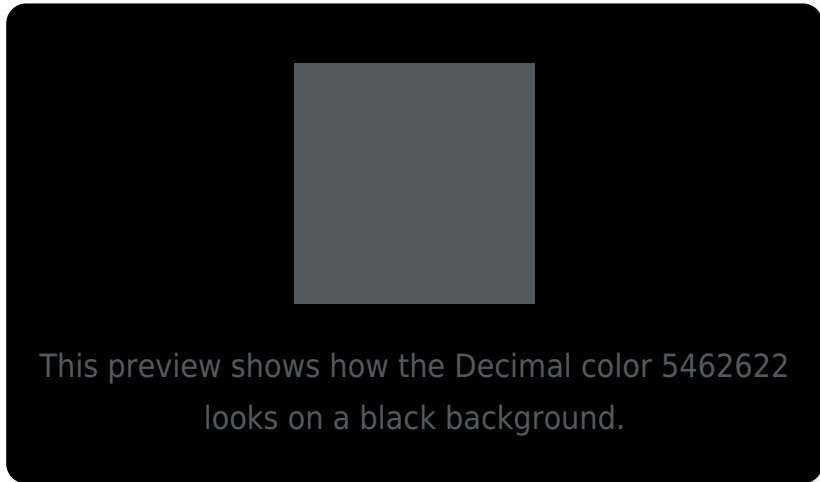 This preview shows how the Decimal color 5462622
looks on a black background.